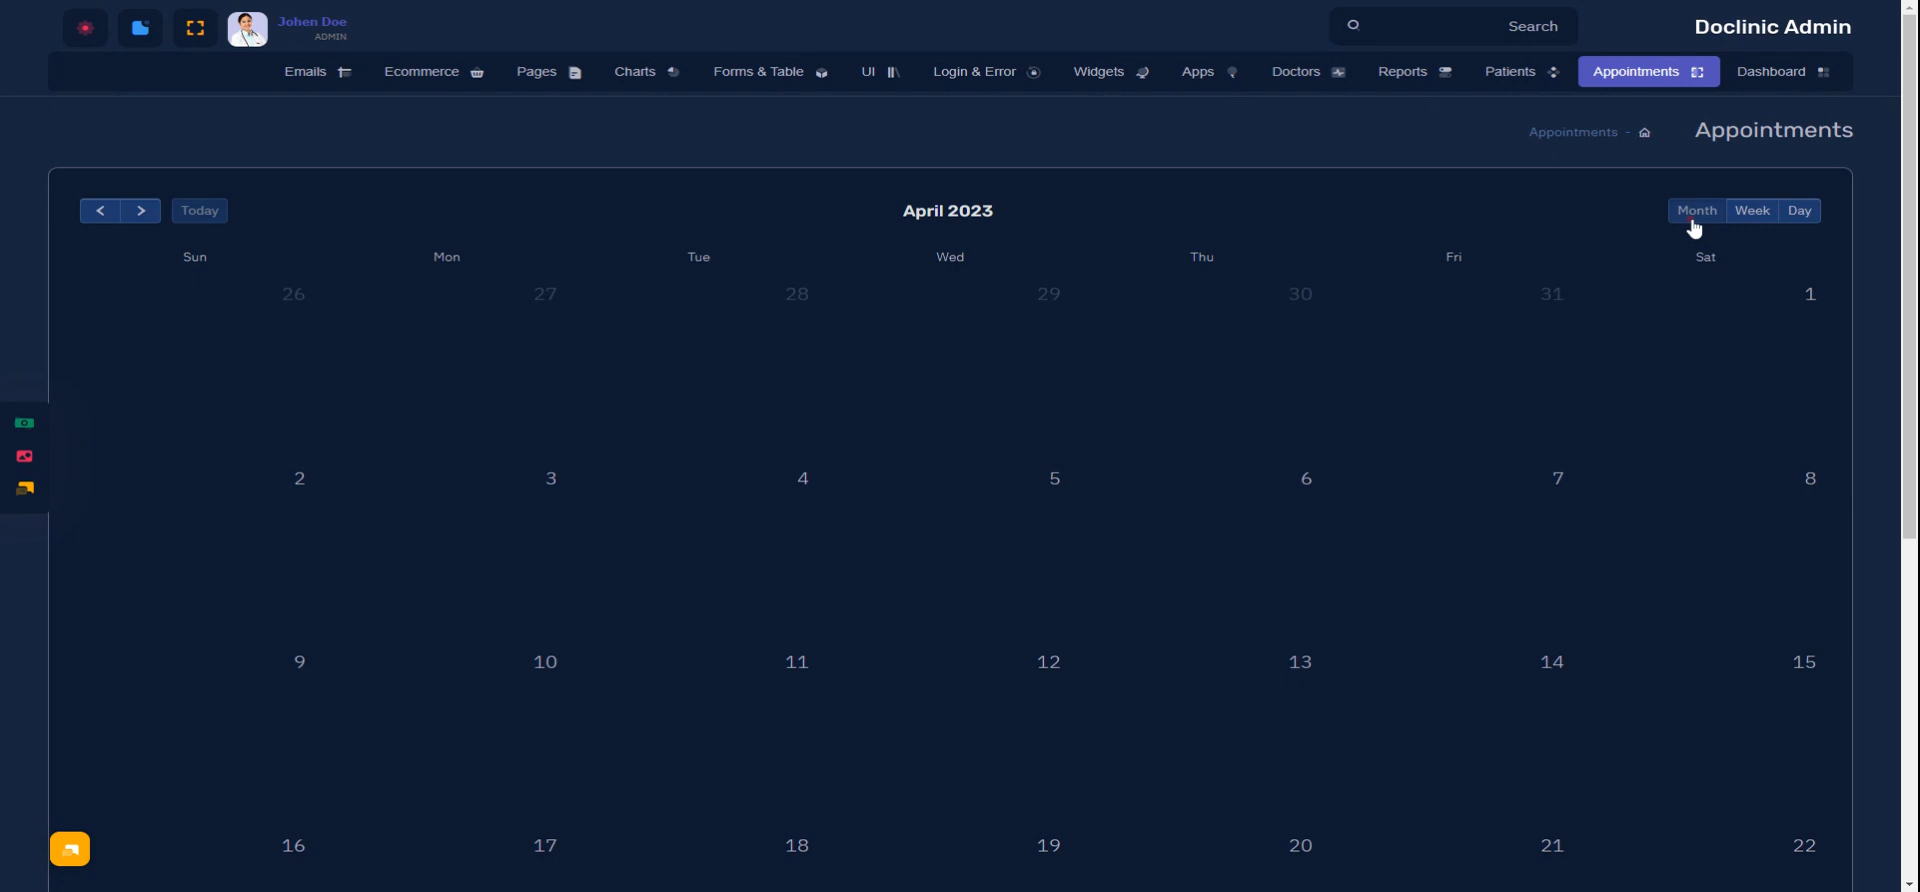 Johen Doe
ADMIN
Search
Doclinic Admin
Emails Ecommerce Pages Charts Forms & Table UI Login & Error Widgets Apps Doctors Reports Patients Appointments Dashboard
Appointments - Appointments
Today April 2023 Month Week Day
Sun Mon Tue Wed Thu Fri Sat
26 27 28 29 30 31 1
2 3 4 5 6 7 8
9 10 11 12 13 14 15
16 17 18 19 20 21 22